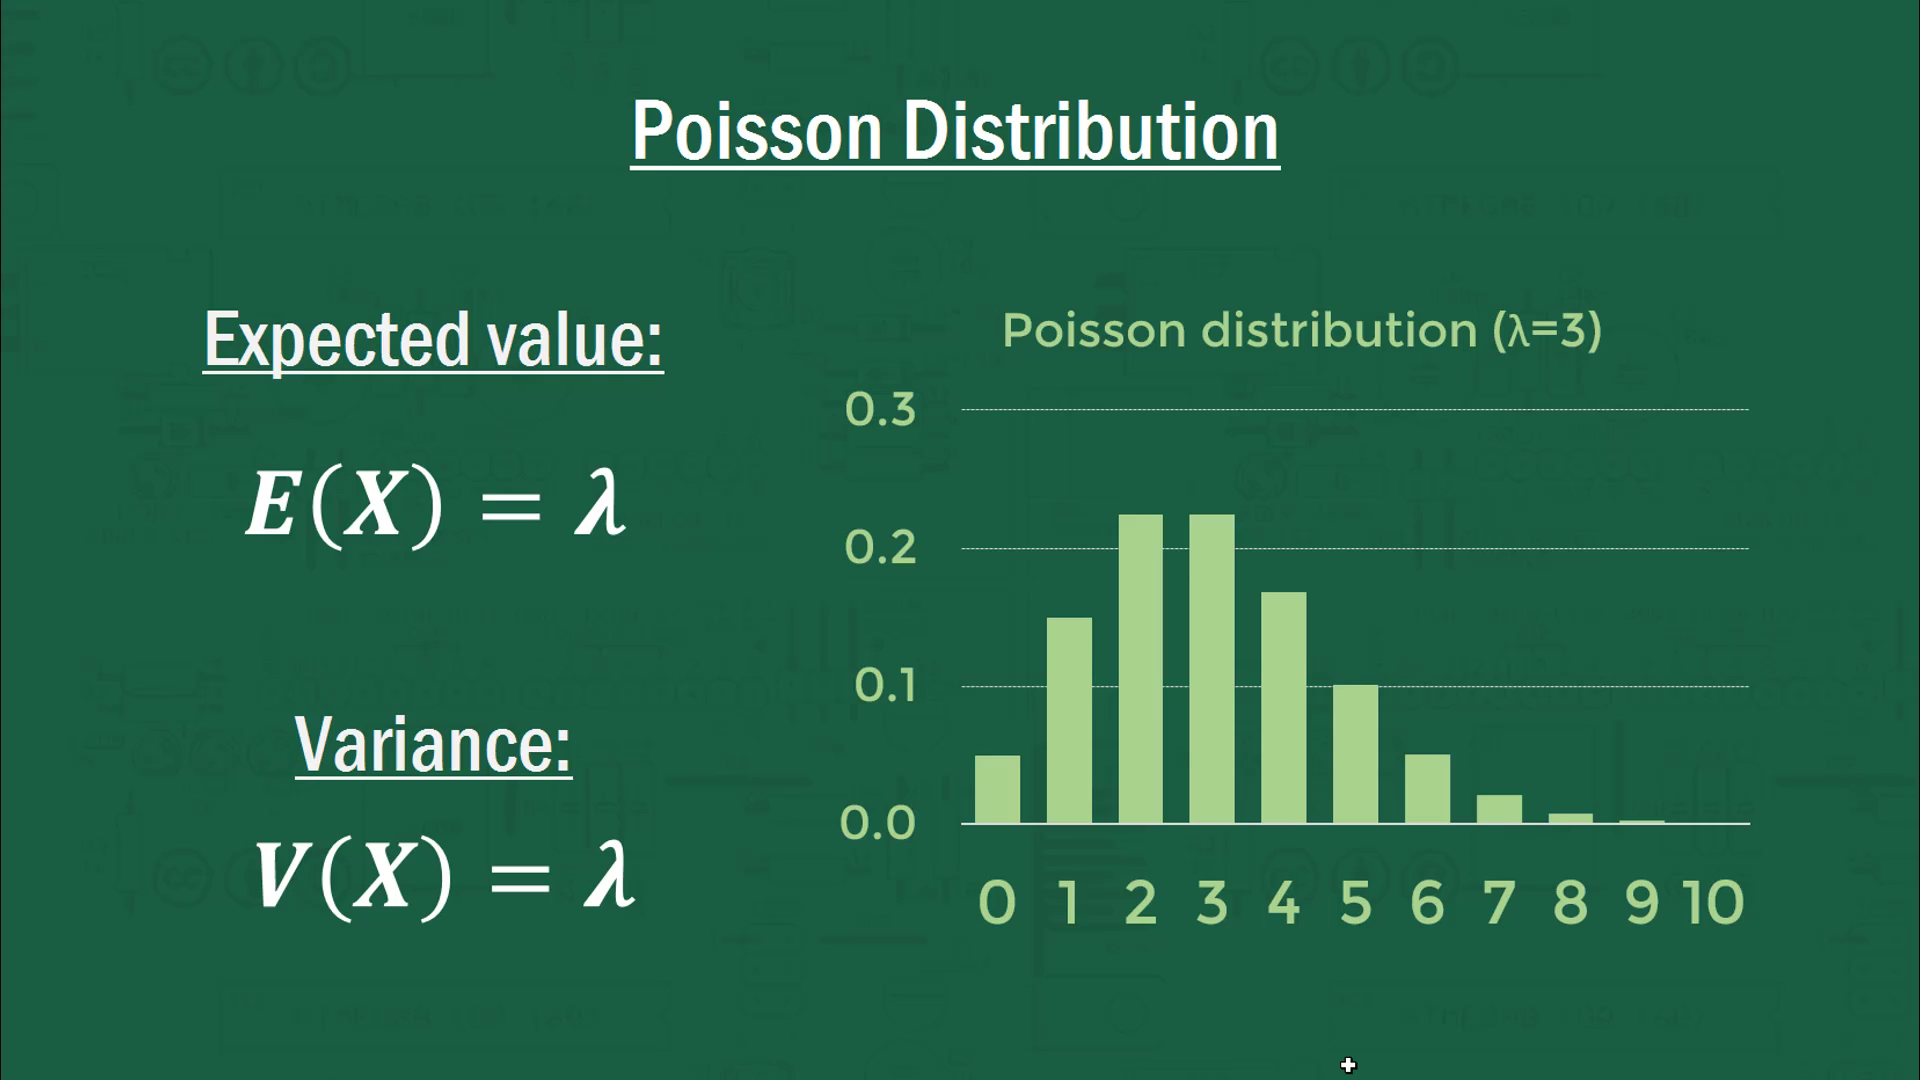 Poisson Distribution
Expected value:
E(X) = λ
Variance:
V(X) = λ
Poisson distribution (λ=3)
0.3
0.2
0.1
0.0
0 1 2 3 4 5 6 7 8 9 10